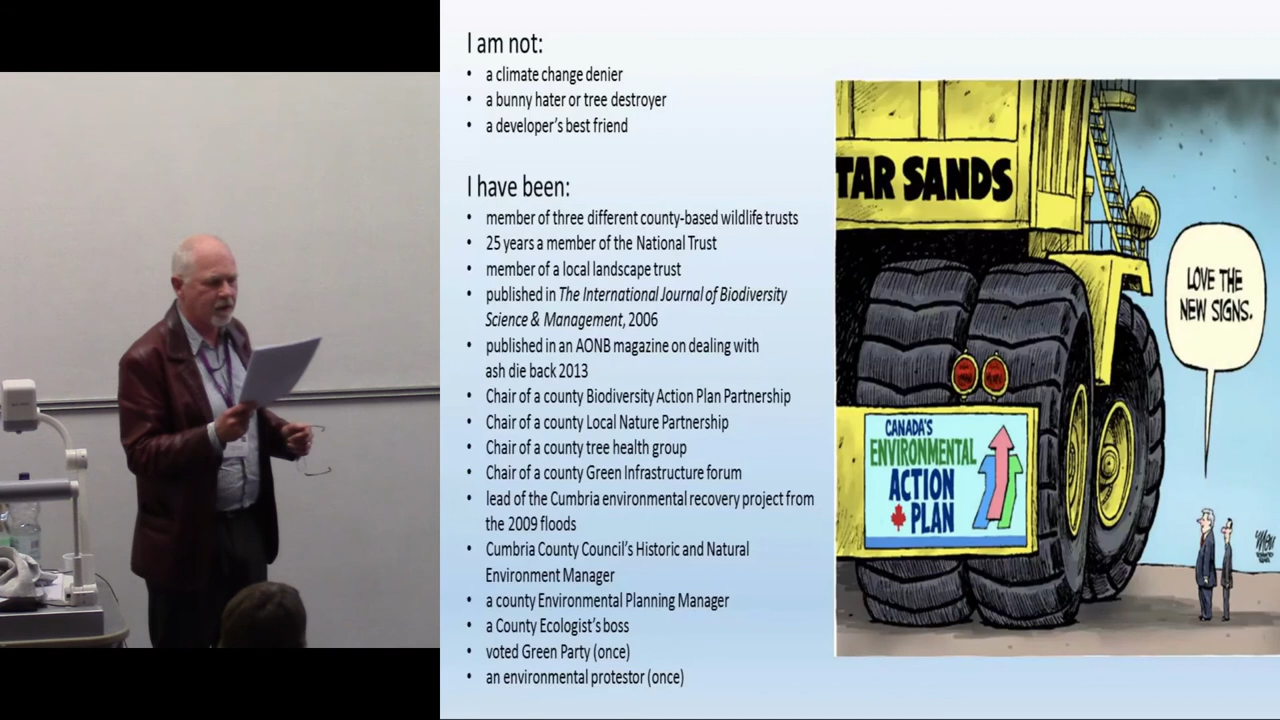 I am not:
• a climate change denier
• a bunny hater or tree destroyer
• a developer's best friend
I have been:
• member of three different county-based wildlife trusts
• 25 years a member of the National Trust
• member of a local landscape trust
• published in The International Journal of Biodiversity
Science & Management, 2006
• published in an AONB magazine on dealing with
ash die back 2013
• Chair of a county Biodiversity Action Plan Partnership
• Chair of a county Local Nature Partnership
• Chair of a county tree health group
• Chair of a county Green Infrastructure forum
• lead of the Cumbria environmental recovery project from
the 2009 floods
• Cumbria County Council's Historic and Natural
Environment Manager
• a county Environmental Planning Manager
• a County Ecologist's boss
• voted Green Party (once)
• an environmental protestor (once)
TAR SANDS
LOVE THE
NEW SIGNS.
CANADA'S
ENVIRONMENTAL
ACTION
PLAN